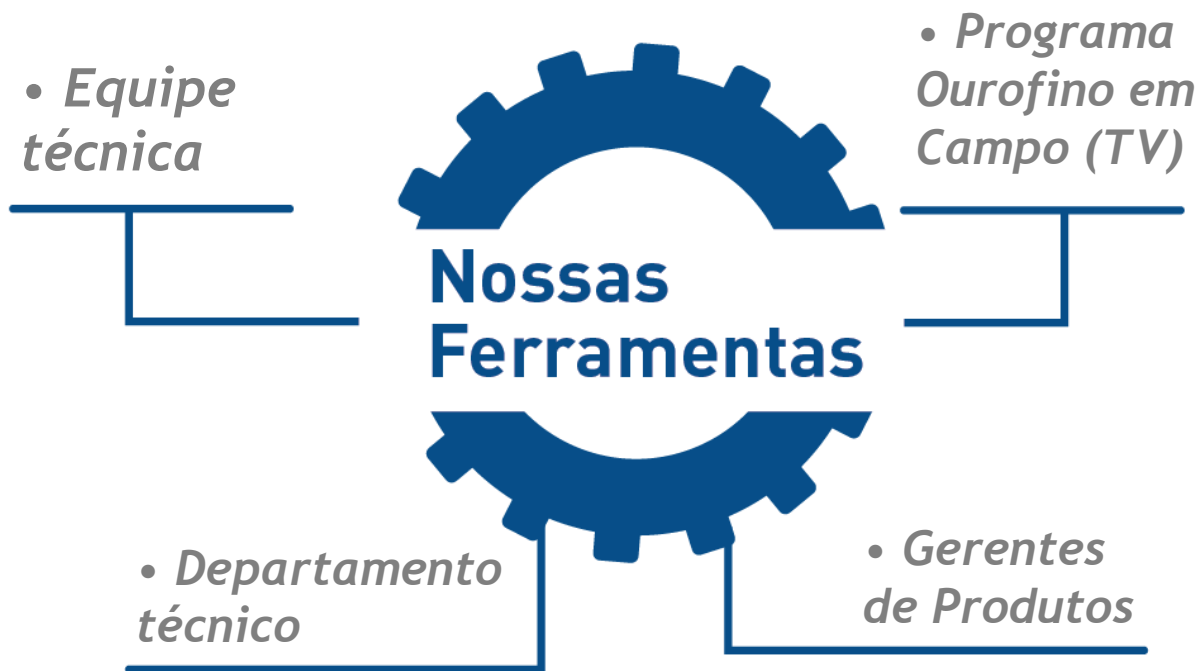 • Equipe
técnica
• Programa
Ourofino em
Campo (TV)
Nossas
Ferramentas
• Departamento
técnico
• Gerentes
de Produtos